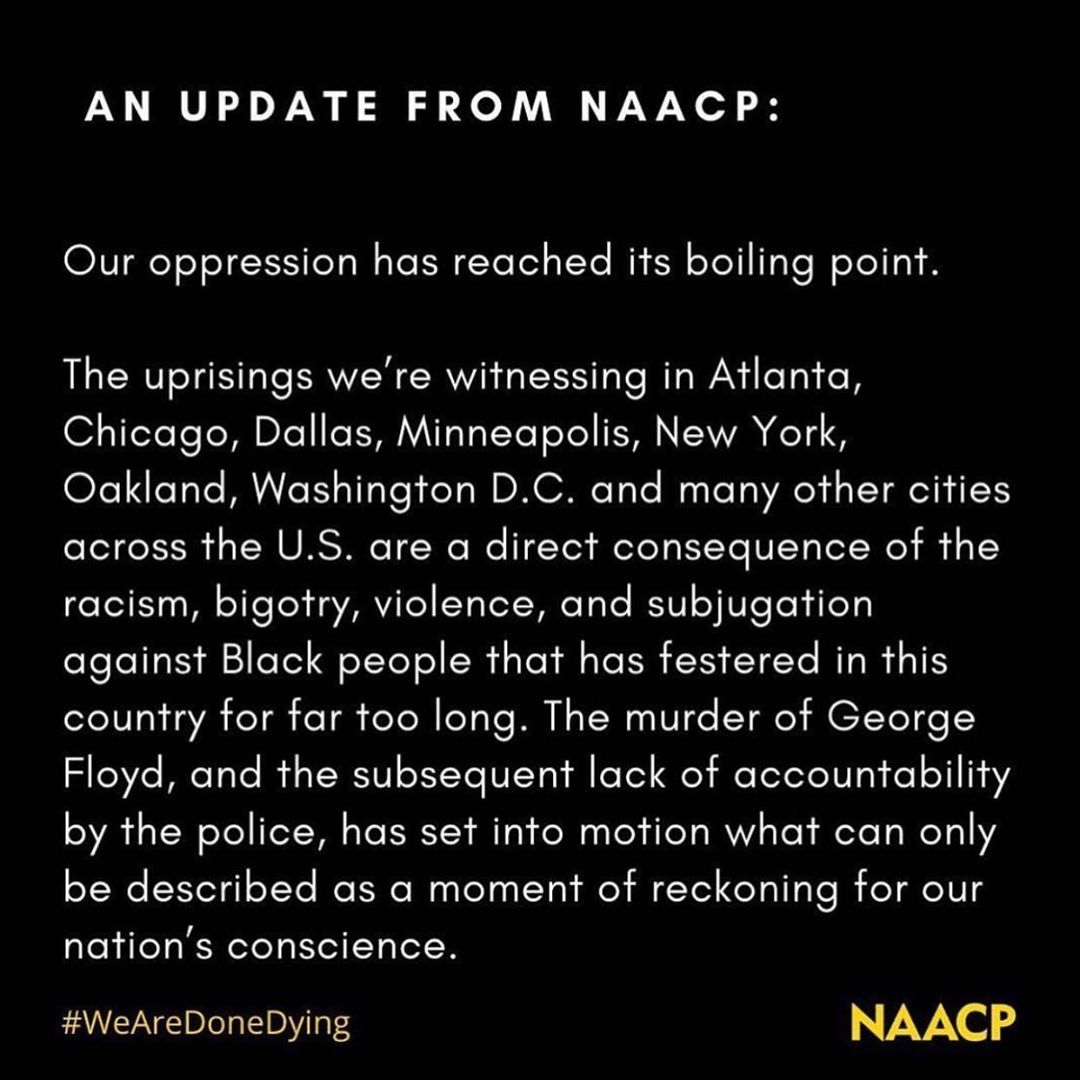 AN UPDATE FROM NAACP:
Our oppression has reached its boiling point.
The uprisings we're witnessing in Atlanta,
Chicago, Dallas, Minneapolis, New York,
Oakland, Washington D.C. and many other cities
across the U.S. are a direct consequence of the
racism, bigotry, violence, and subjugation
against Black people that has festered in this
country for far too long. The murder of George
Floyd, and the subsequent lack of accountability
by the police, has set into motion what can only
be described as a moment of reckoning for our
nation's conscience.
#WeAreDoneDying
NAACP